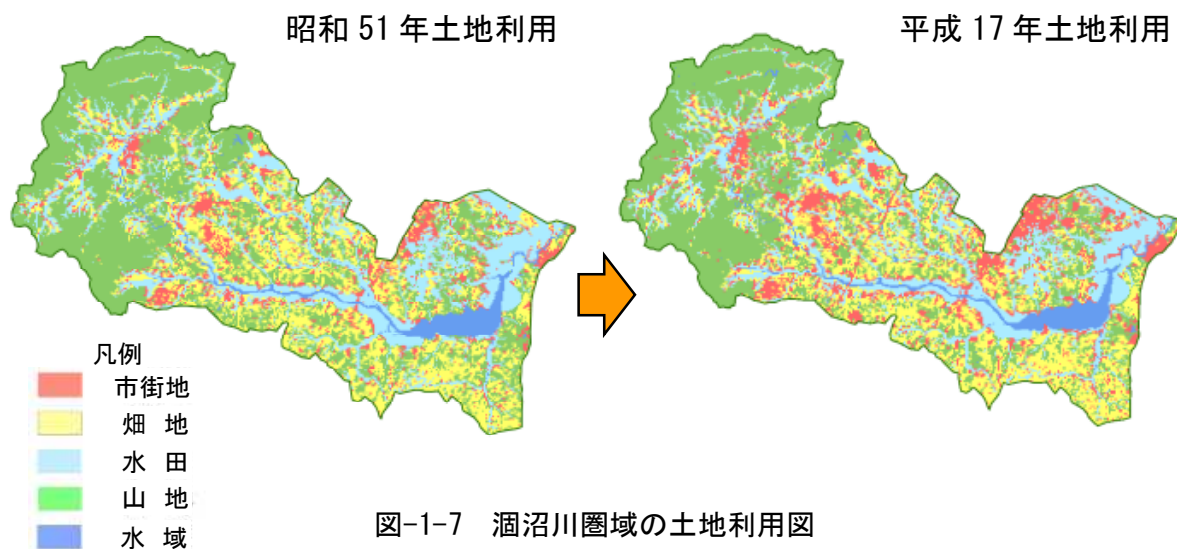 昭和 51 年土地利用
平成 17 年土地利用
凡例
市街地
畑 地
水 田
山 地
水 域
図-1-7 涸沼川圏域の土地利用図